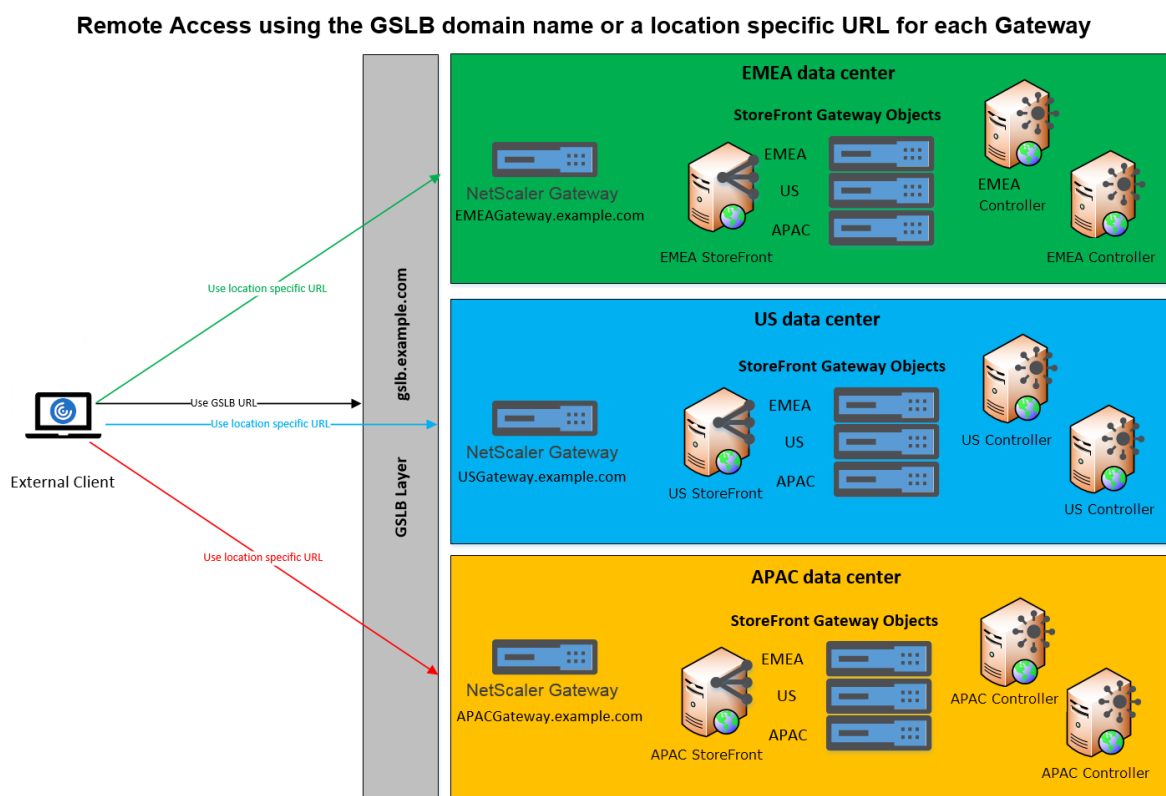 Remote Access using the GSLB domain name or a location specific URL for each Gateway
External Client
Use location specific URL
Use GSLB URL
Use location specific URL
Use location specific URL
gslb.example.com
GSLB Layer
EMEA data center
StoreFront Gateway Objects
NetScaler Gateway
EMEAGateway.example.com
EMEA StoreFront
EMEA
US
APAC
EMEA
Controller
EMEA Controller
US data center
StoreFront Gateway Objects
NetScaler Gateway
USGateway.example.com
US StoreFront
EMEA
US
APAC
US Controller
US Controller
APAC data center
StoreFront Gateway Objects
NetScaler Gateway
APACGateway.example.com
APAC StoreFront
EMEA
US
APAC
APAC Controller
APAC Controller